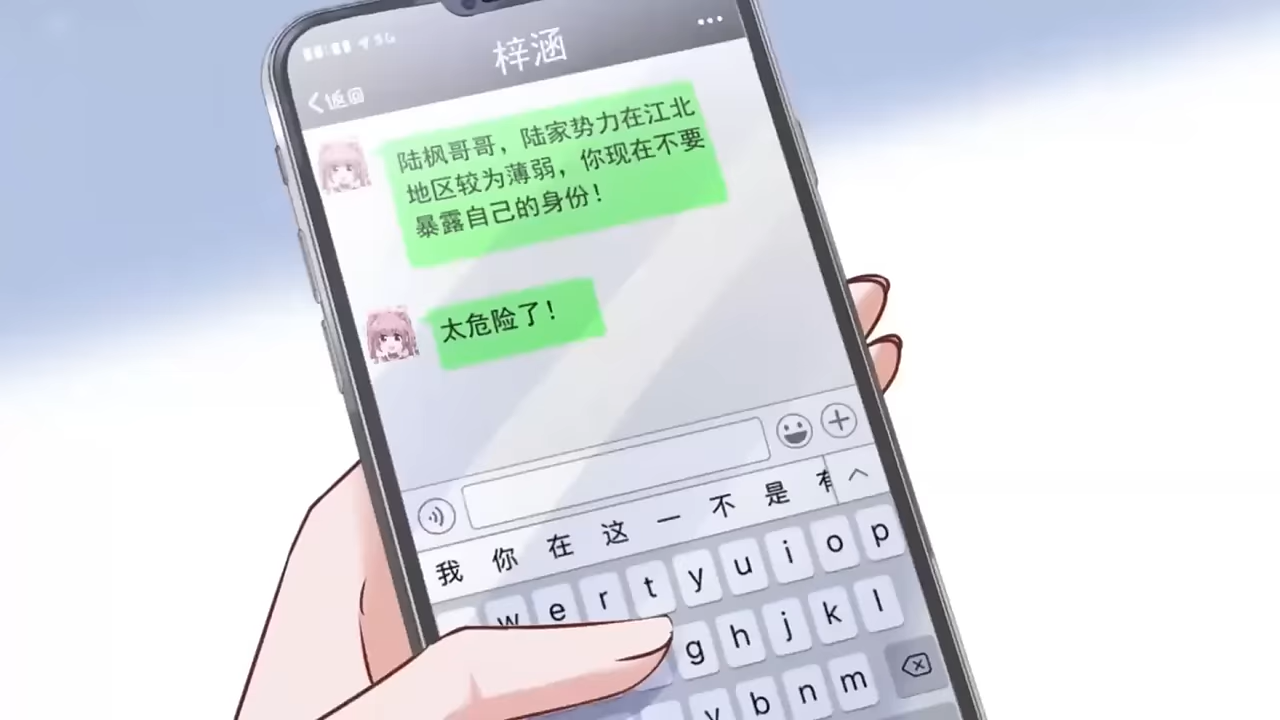 梓涵
返回
陆枫哥哥，陆家势力在江北
地区较为薄弱，你现在不要
暴露自己的身份！
太危险了！
我 你 在 这 一 不 是 有
w e r t y u i o p
g h j k l
v b n m